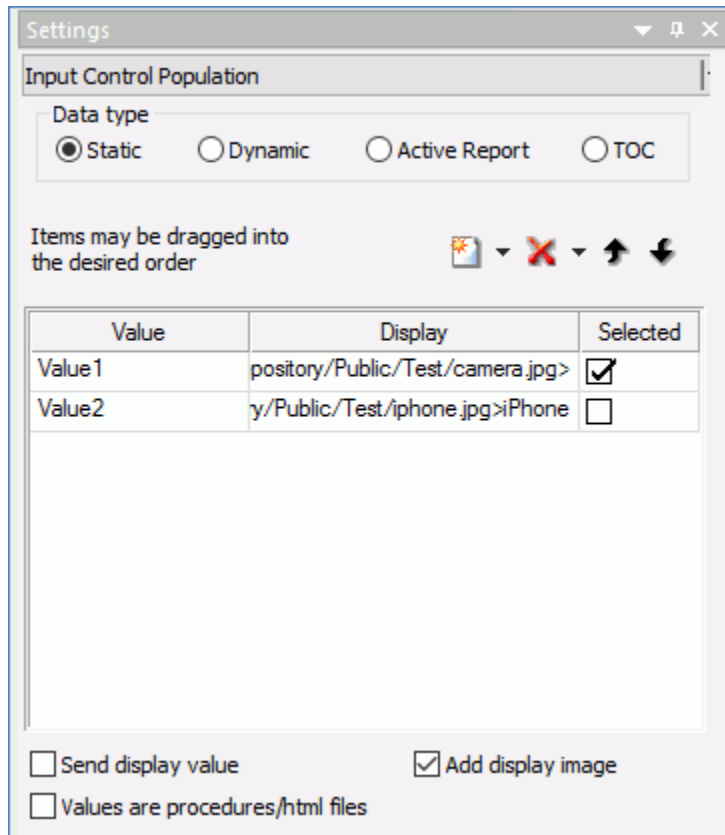 Settings
Input Control Population
Data type
Static Dynamic Active Report TOC
Items may be dragged into
the desired order
Value Display Selected
Value1 pository/Public/Test/camera.jpg>
Value2 y/Public/Test/iphone.jpg>iPhone
Send display value Add display image
Values are procedures/html files